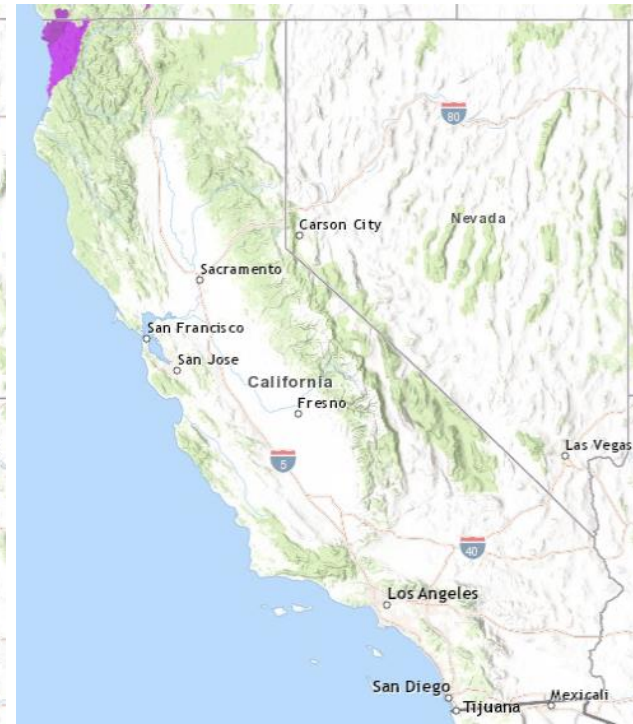 80
Nevada
Carson City
Sacramento
San Francisco
San Jose
California
Fresno
Las Vegas
5
40
Los Angeles
San Diego
Mexicali
Tijuana